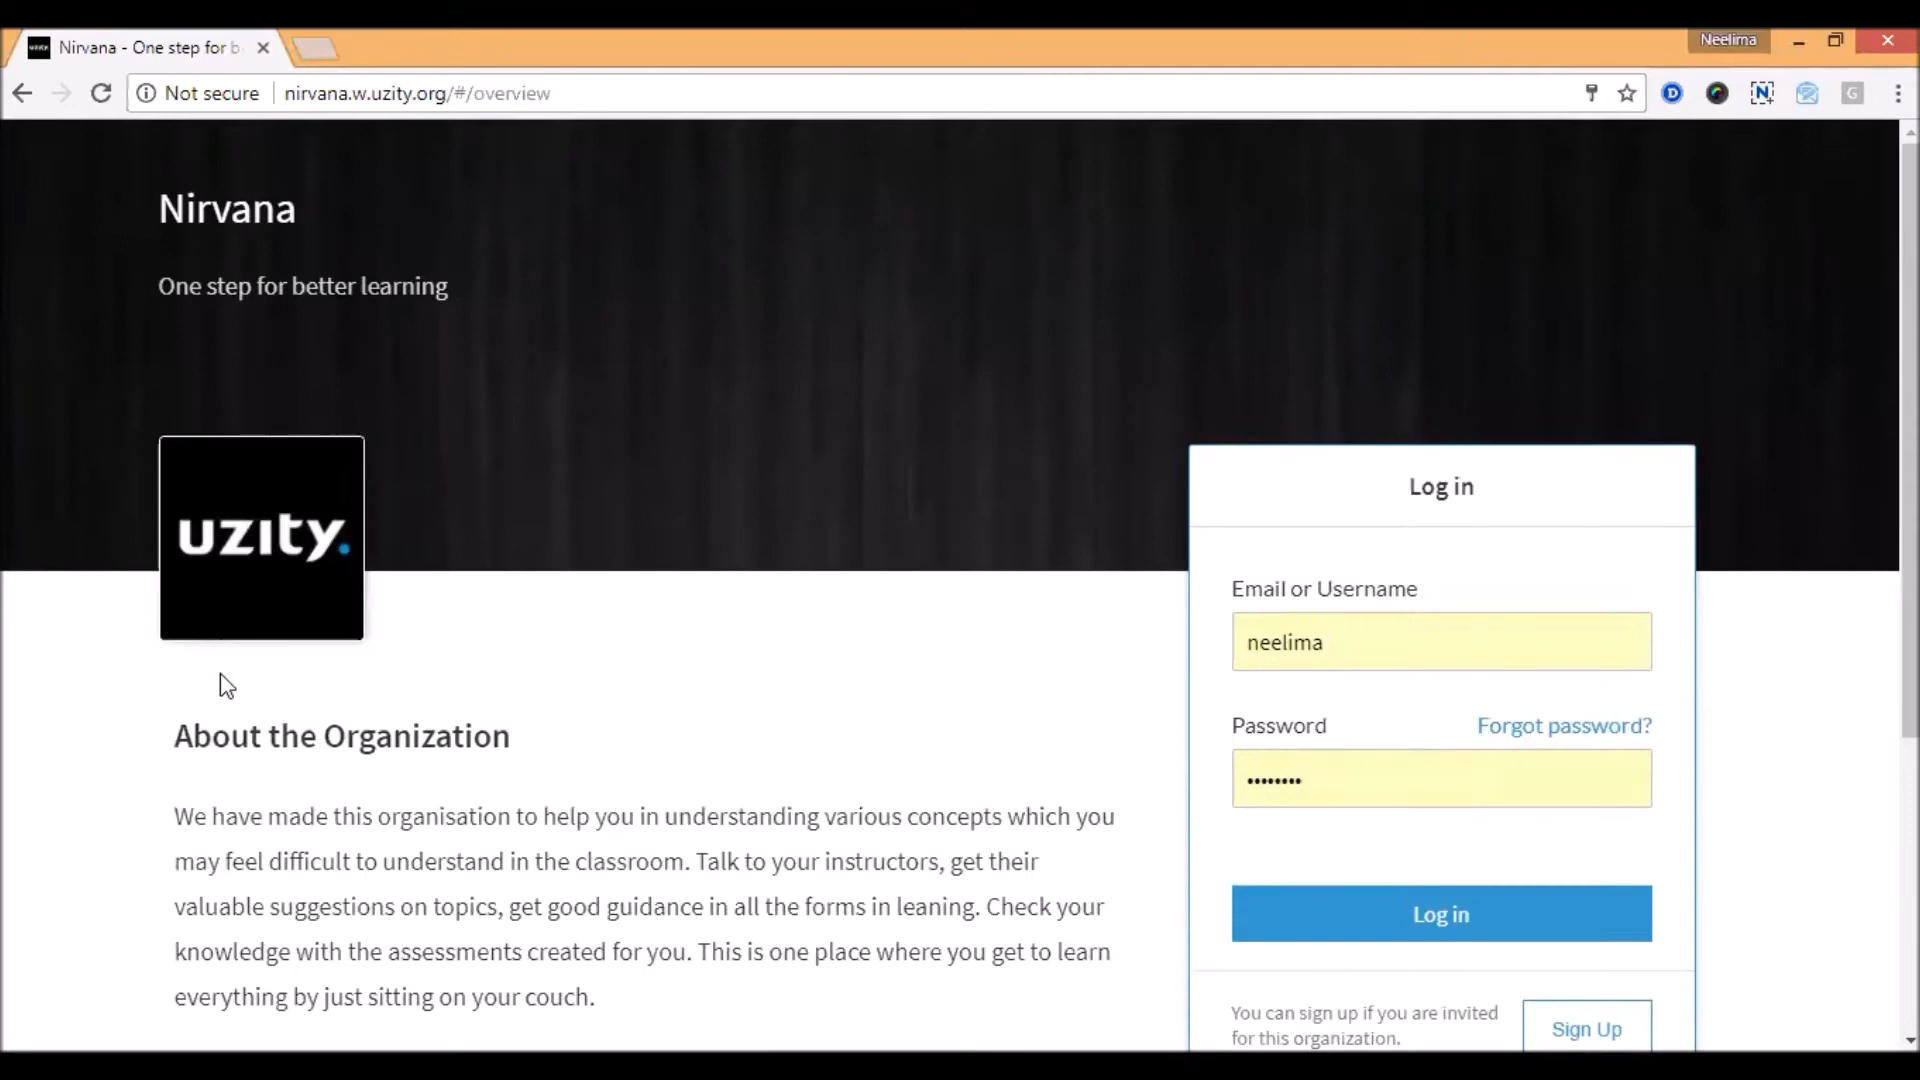 Nirvana - One step for b
Neelima
Not secure
nirvana.w.uzity.org/#/overview
Nirvana
One step for better learning
uzity.
Log in
Email or Username
neelima
Password
Forgot password?
••••••••
Log in
You can sign up if you are invited
for this organization.
Sign Up
About the Organization
We have made this organisation to help you in understanding various concepts which you
may feel difficult to understand in the classroom. Talk to your instructors, get their
valuable suggestions on topics, get good guidance in all the forms in leaning. Check your
knowledge with the assessments created for you. This is one place where you get to learn
everything by just sitting on your couch.